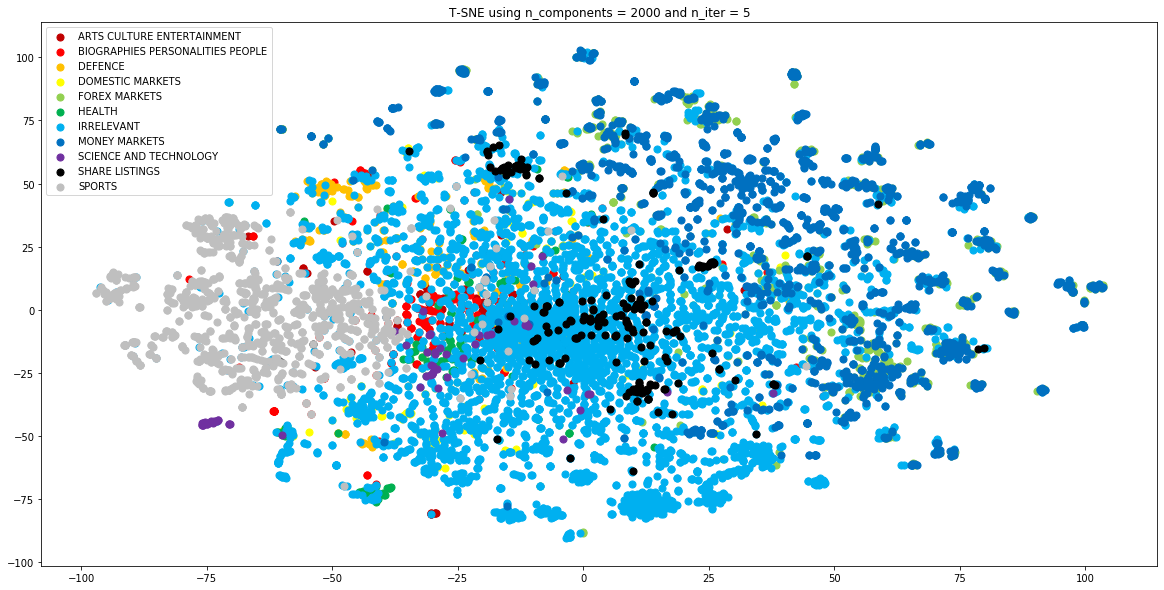 T-SNE using n_components = 2000 and n_iter = 5
ARTS CULTURE ENTERTAINMENT
BIOGRAPHIES PERSONALITIES PEOPLE
DEFENCE
DOMESTIC MARKETS
FOREX MARKETS
HEALTH
IRRELEVANT
MONEY MARKETS
SCIENCE AND TECHNOLOGY
SHARE LISTINGS
SPORTS
100
75
50
25
0
−25
−50
−75
−100
−100 −75 −50 −25 0 25 50 75 100